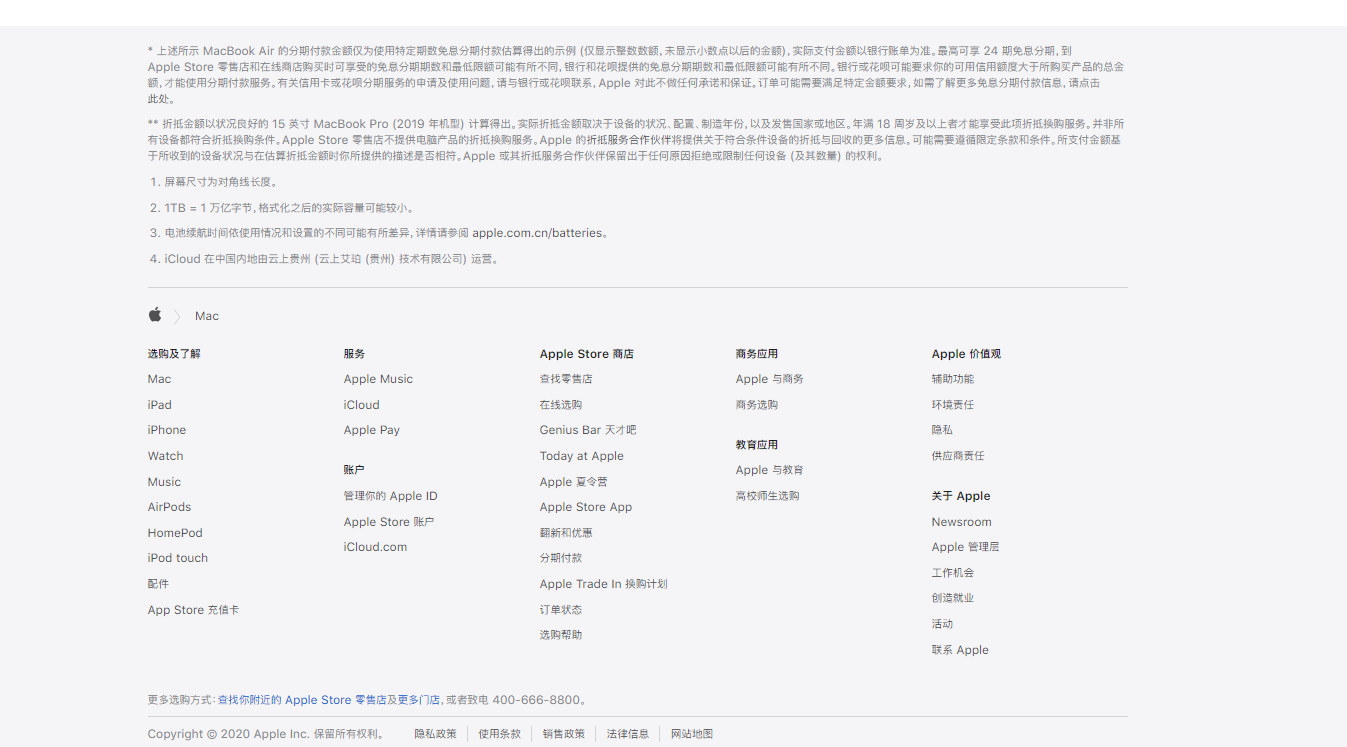 * 上述所示 MacBook Air 的分期付款金额仅为使用特定期数免息分期付款估算得出的示例 (仅显示整数数额, 未显示小数点以后的金额), 实际支付金额以银行账单为准。最高可享 24 期免息分期, 到
Apple Store 零售店和在线商店购买时可享受的免息分期期数和最低限额可能有所不同, 银行和花呗提供的免息分期期数和最低限额可能有所不同。银行或花呗可能要求你的可用信用额度大于所购买产品的总金
额, 才能使用分期付款服务。有关信用卡或花呗分期服务的申请及使用问题, 请与银行或花呗联系, Apple 对此不做任何承诺和保证。订单可能需要满足特定金额要求, 如需了解更多免息分期付款信息, 请点击
此处。
** 折抵金额以状况良好的 15 英寸 MacBook Pro (2019 年机型) 计算得出。实际折抵金额取决于设备的状况、配置、制造年份, 以及发售国家或地区。年满 18 周岁及以上者才能享受此项折抵换购服务。并非所
有设备都符合折抵换购条件。Apple Store 零售店不提供电脑产品的折抵换购服务。Apple 的折抵服务合作伙伴将提供关于符合条件设备的折抵与回收的更多信息。可能需要遵循限定条款和条件。所支付金额基
于所收到的设备状况与在估算折抵金额时你所提供的描述是否相符。Apple 或其折抵服务合作伙伴保留出于任何原因拒绝或限制任何设备 (及其数量) 的权利。
1. 屏幕尺寸为对角线长度。
2. 1TB = 1 万亿字节, 格式化之后的实际容量可能较小。
3. 电池续航时间依使用情况和设置的不同可能有所差异, 详情请参阅 apple.com.cn/batteries。
4. iCloud 在中国内地由云上贵州 (云上艾珀 (贵州) 技术有限公司) 运营。
Mac
选购及了解
Mac
iPad
iPhone
Watch
Music
AirPods
HomePod
iPod touch
配件
App Store 充值卡
服务
Apple Music
iCloud
Apple Pay
账户
管理你的 Apple ID
Apple Store 账户
iCloud.com
Apple Store 商店
查找零售店
在线选购
Genius Bar 天才吧
Today at Apple
Apple 夏令营
Apple Store App
翻新和优惠
分期付款
Apple Trade In 换购计划
订单状态
选购帮助
商务应用
Apple 与商务
商务选购
教育应用
Apple 与教育
高校师生选购
Apple 价值观
辅助功能
环境责任
隐私
供应商责任
关于 Apple
Newsroom
Apple 管理层
工作机会
创造就业
活动
联系 Apple
更多选购方式: 查找你附近的 Apple Store 零售店及更多门店, 或者致电 400-666-8800。
Copyright © 2020 Apple Inc. 保留所有权利。 隐私政策 使用条款 销售政策 法律信息 网站地图